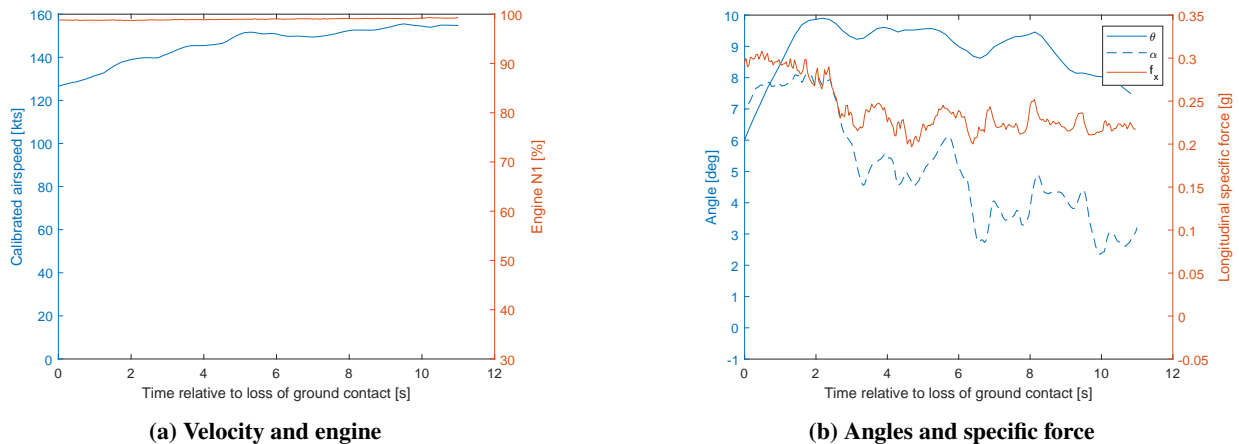 160
140
120
100
80
60
40
20
0
Calibrated airspeed [kts]
100
90
80
70
60
50
40
30
Engine N1 [%]
0 2 4 6 8 10 12
Time relative to loss of ground contact [s]
(a) Velocity and engine
10
9
8
7
6
5
4
3
2
1
0
-1
Angle [deg]
θ
α
f_x
0.35
0.3
0.25
0.2
0.15
0.1
0.05
0
-0.05
Longitudinal specific force [g]
0 2 4 6 8 10 12
Time relative to loss of ground contact [s]
(b) Angles and specific force